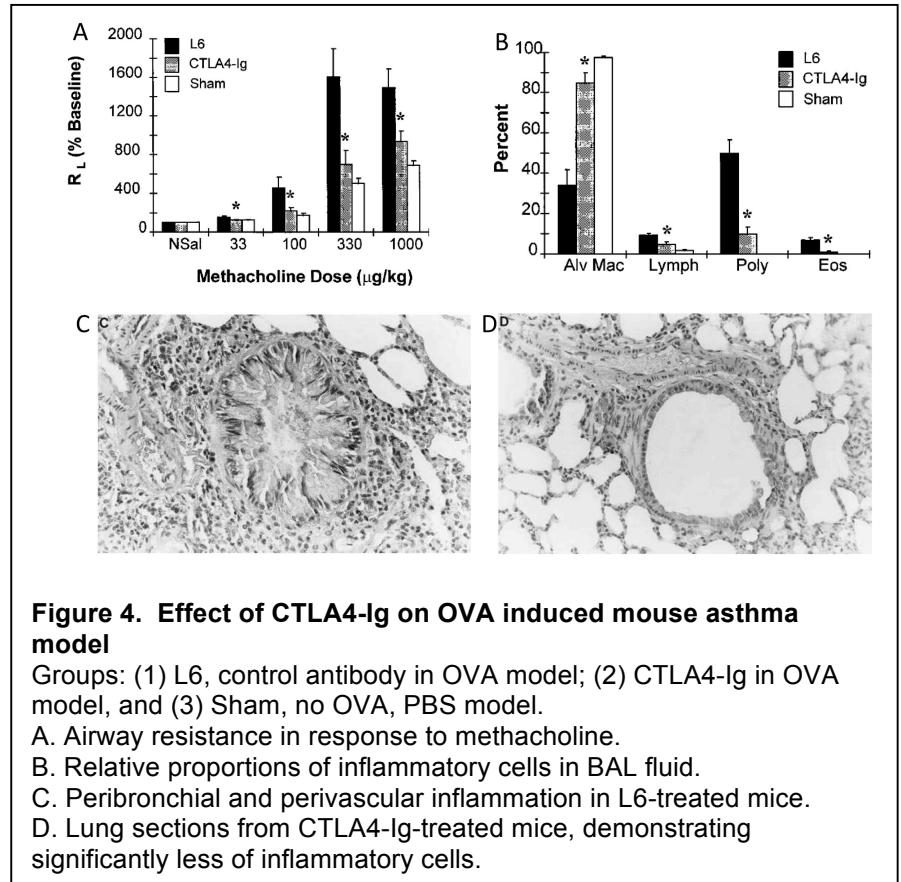 A
L6
CTLA4-Ig
Sham
2000
1600
1200
800
400
0
R L (% Baseline)
*
*
*
*
NSal
33
100
330
1000
Methacholine Dose (µg/kg)
B
L6
CTLA4-Ig
Sham
100
80
60
40
20
0
Percent
*
*
*
*
Alv Mac
Lymph
Poly
Eos
C
C
D
D
Figure 4. Effect of CTLA4-Ig on OVA induced mouse asthma
model
Groups: (1) L6, control antibody in OVA model; (2) CTLA4-Ig in OVA
model, and (3) Sham, no OVA, PBS model.
A. Airway resistance in response to methacholine.
B. Relative proportions of inflammatory cells in BAL fluid.
C. Peribronchial and perivascular inflammation in L6-treated mice.
D. Lung sections from CTLA4-Ig-treated mice, demonstrating
significantly less of inflammatory cells.